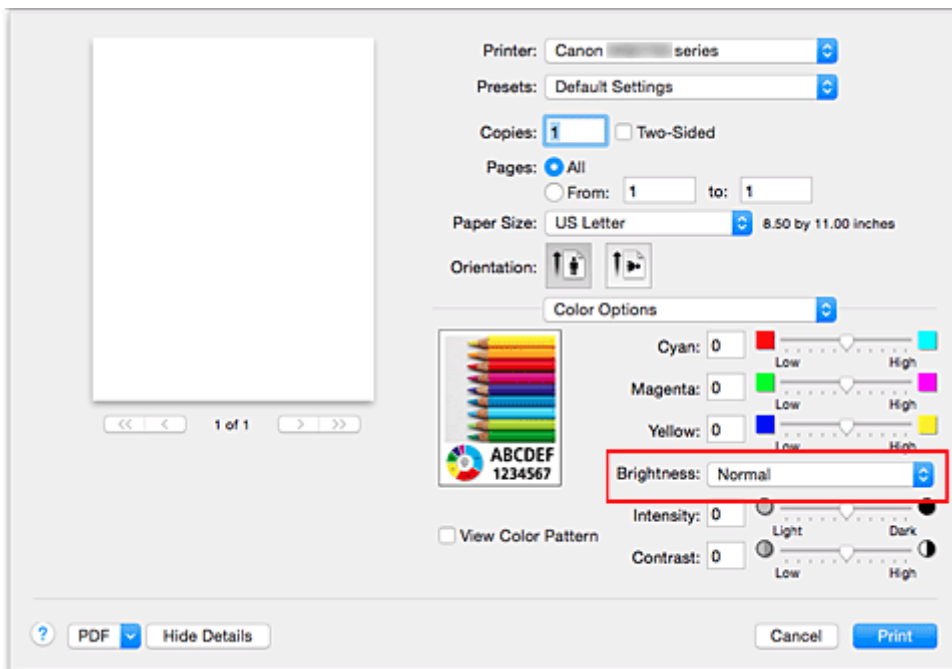 Printer: Canon series
Presets: Default Settings
Copies: 1 Two-Sided
Pages: All
From: 1 to: 1
Paper Size: US Letter 8.50 by 11.00 inches
Orientation:
Color Options
Cyan: 0
Low High
Magenta: 0
Low High
Yellow: 0
Low High
ABCDEF
1234567
Brightness: Normal
Intensity: 0
Light Dark
View Color Pattern
Contrast: 0
Low High
1 of 1
? PDF Hide Details Cancel Print